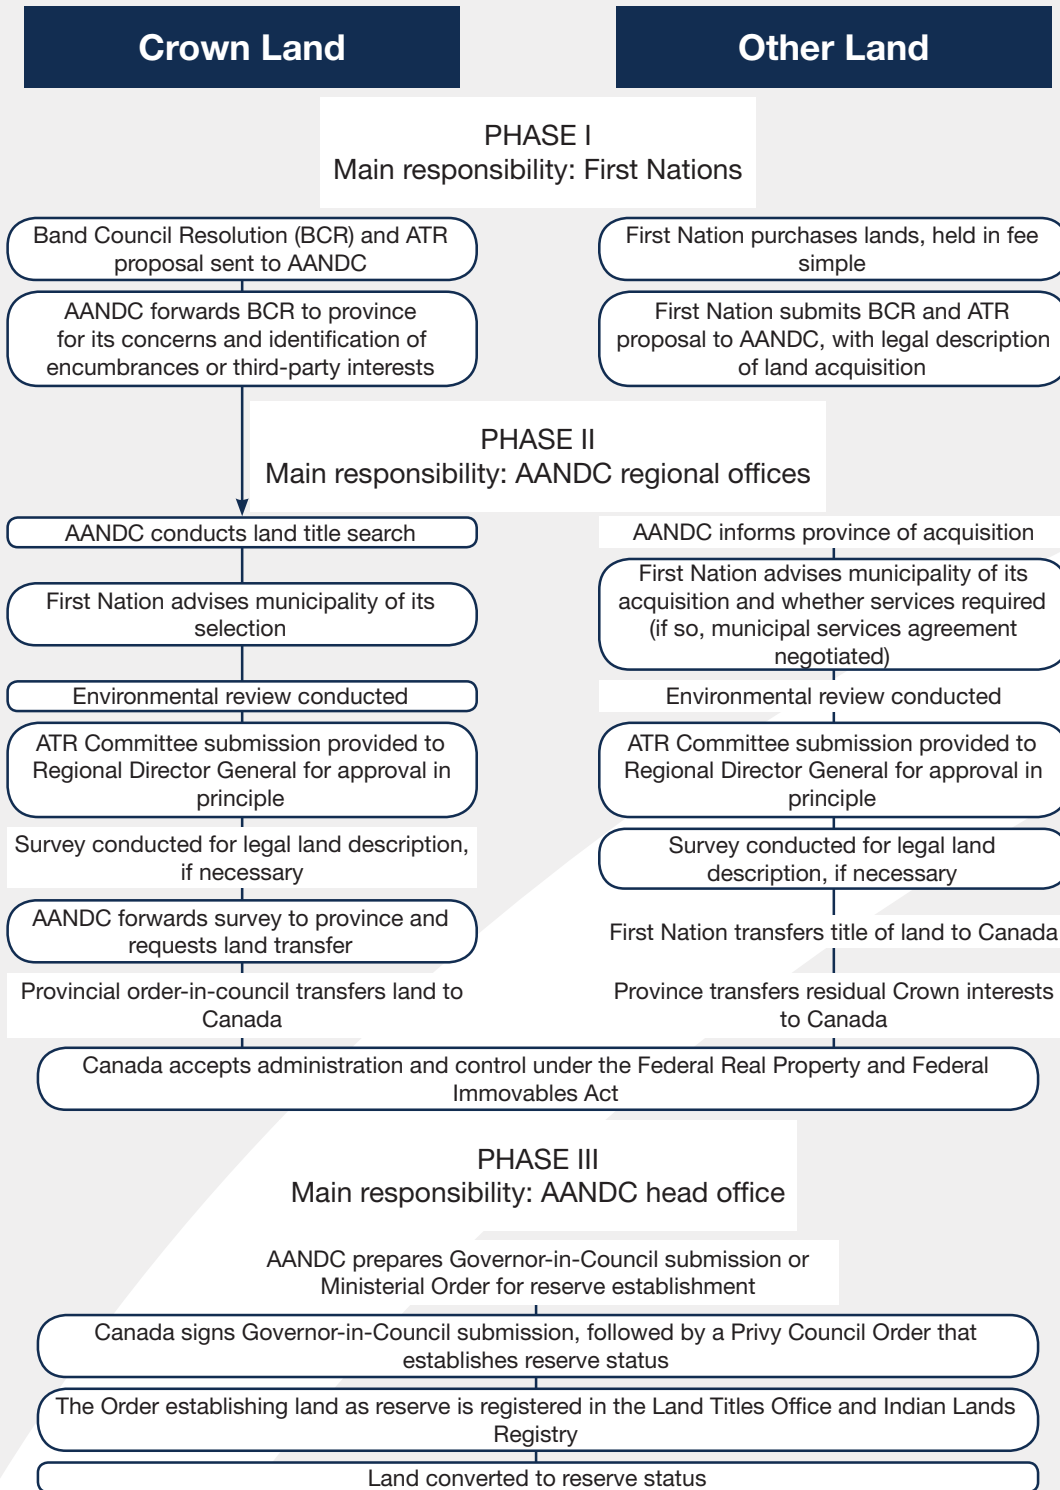 Crown Land
Other Land
PHASE I
Main responsibility: First Nations
Band Council Resolution (BCR) and ATR
proposal sent to AANDC
First Nation purchases lands, held in fee
simple
AANDC forwards BCR to province
for its concerns and identification of
encumbrances or third-party interests
First Nation submits BCR and ATR
proposal to AANDC, with legal description
of land acquisition
PHASE II
Main responsibility: AANDC regional offices
AANDC conducts land title search
AANDC informs province of acquisition
First Nation advises municipality of its
selection
First Nation advises municipality of its
acquisition and whether services required
(if so, municipal services agreement
negotiated)
Environmental review conducted
Environmental review conducted
ATR Committee submission provided to
Regional Director General for approval in
principle
ATR Committee submission provided to
Regional Director General for approval in
principle
Survey conducted for legal land description,
if necessary
Survey conducted for legal land
description, if necessary
AANDC forwards survey to province and
requests land transfer
First Nation transfers title of land to Canada
Provincial order-in-council transfers land to
Canada
Province transfers residual Crown interests
to Canada
Canada accepts administration and control under the Federal Real Property and Federal
Immovables Act
PHASE III
Main responsibility: AANDC head office
AANDC prepares Governor-in-Council submission or
Ministerial Order for reserve establishment
Canada signs Governor-in-Council submission, followed by a Privy Council Order that
establishes reserve status
The Order establishing land as reserve is registered in the Land Titles Office and Indian Lands
Registry
Land converted to reserve status